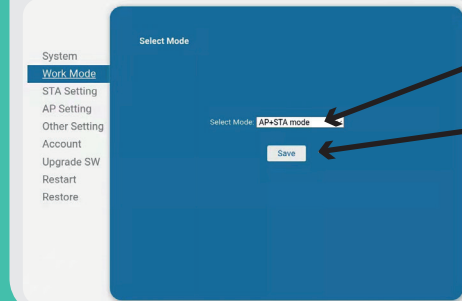 Select Mode
System
Work Mode
STA Setting
AP Setting
Other Setting
Account
Upgrade SW
Restart
Restore
Select Mode: AP+STA mode
Save